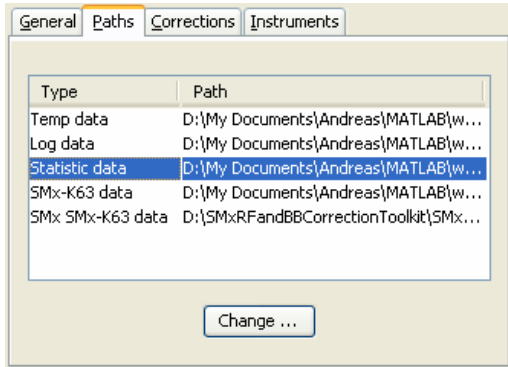 General Paths Corrections Instruments
Type Path
Temp data D:\My Documents\Andreas\MATLAB\w...
Log data D:\My Documents\Andreas\MATLAB\w...
Statistic data D:\My Documents\Andreas\MATLAB\w...
SMx-K63 data D:\My Documents\Andreas\MATLAB\w...
SMx SMx-K63 data D:\SMxRFandBBCorrectionToolkit\SMx...
Change ...